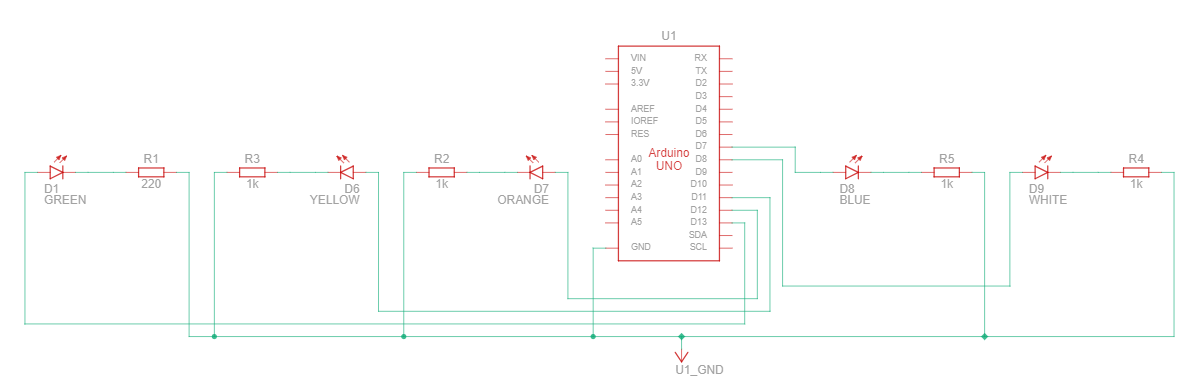 U1
VIN
RX
5V
TX
3.3V
D2
D3
AREF
D4
IOREF
D5
RES
D6
D7
Arduino
UNO
A0
D8
A1
D9
A2
D10
A3
D11
A4
D12
A5
D13
SDA
GND
SCL
D1
GREEN
R1
220
R3
1k
D6
YELLOW
R2
1k
D7
ORANGE
D8
BLUE
R5
1k
D9
WHITE
R4
1k
U1_GND